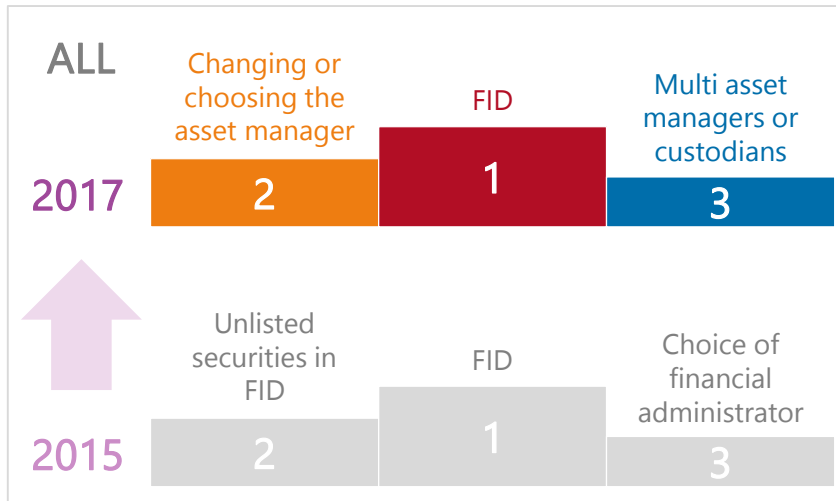 ALL
Changing or
choosing the
asset manager
FID
Multi asset
managers or
custodians
2017
2
1
3
Unlisted
securities in
FID
FID
Choice of
financial
administrator
2015
2
1
3